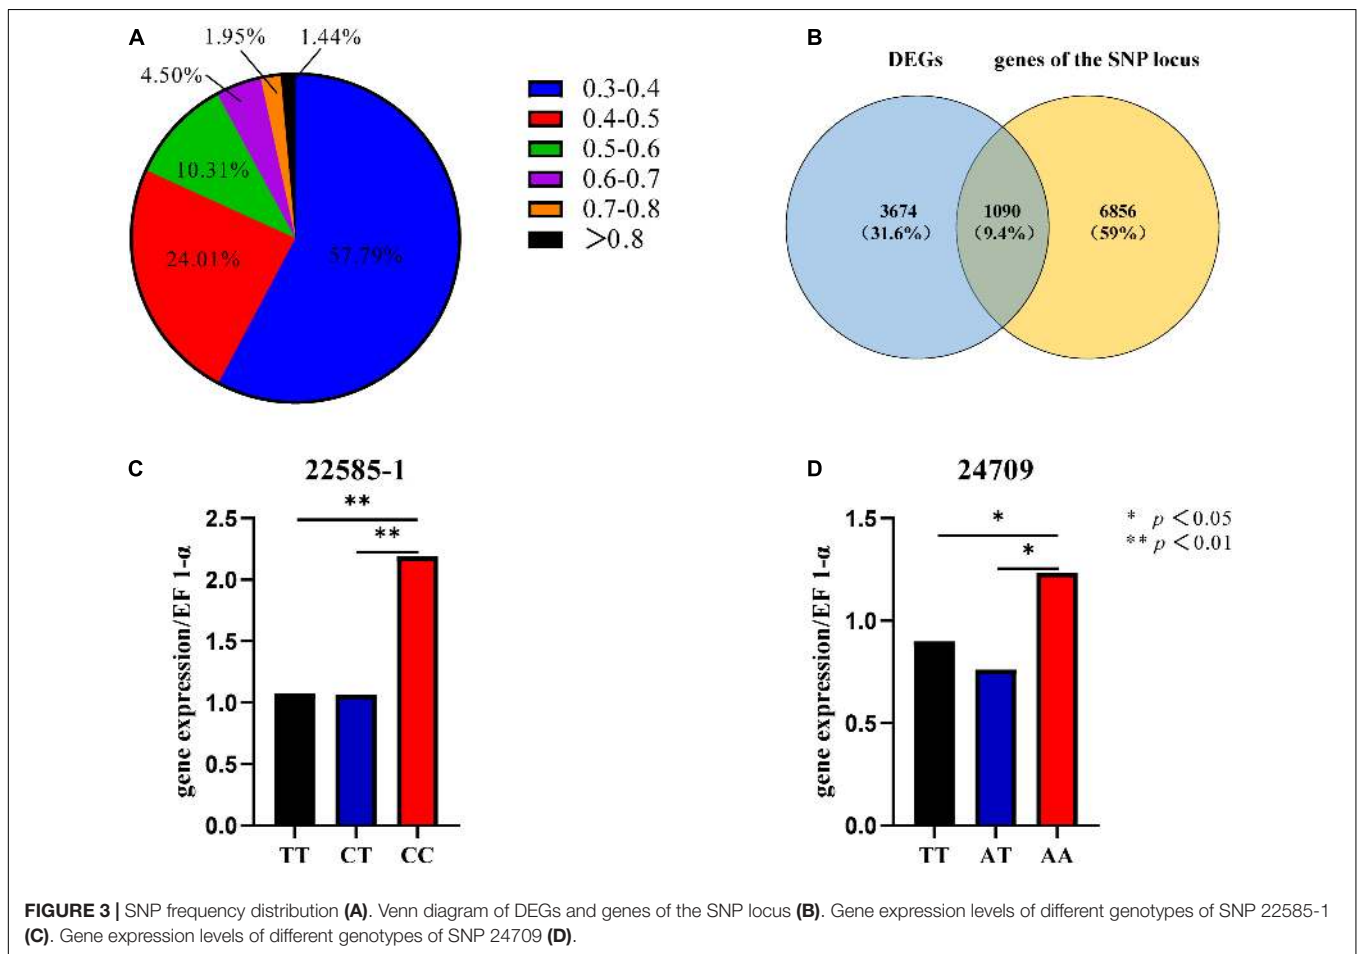 A
1.95%
1.44%
4.50%
10.31%
24.01%
57.79%
0.3-0.4
0.4-0.5
0.5-0.6
0.6-0.7
0.7-0.8
>0.8
B
DEGs
genes of the SNP locus
3674
(31.6%)
1090
(9.4%)
6856
(59%)
C
22585-1
**
**
gene expression/EF 1-α
2.5
2.0
1.5
1.0
0.5
0.0
TT CT CC
D
24709
*
*
gene expression/EF 1-α
1.5
1.0
0.5
0.0
TT AT AA
* p <0.05
** p <0.01
FIGURE 3 | SNP frequency distribution (A). Venn diagram of DEGs and genes of the SNP locus (B). Gene expression levels of different genotypes of SNP 22585-1
(C). Gene expression levels of different genotypes of SNP 24709 (D).